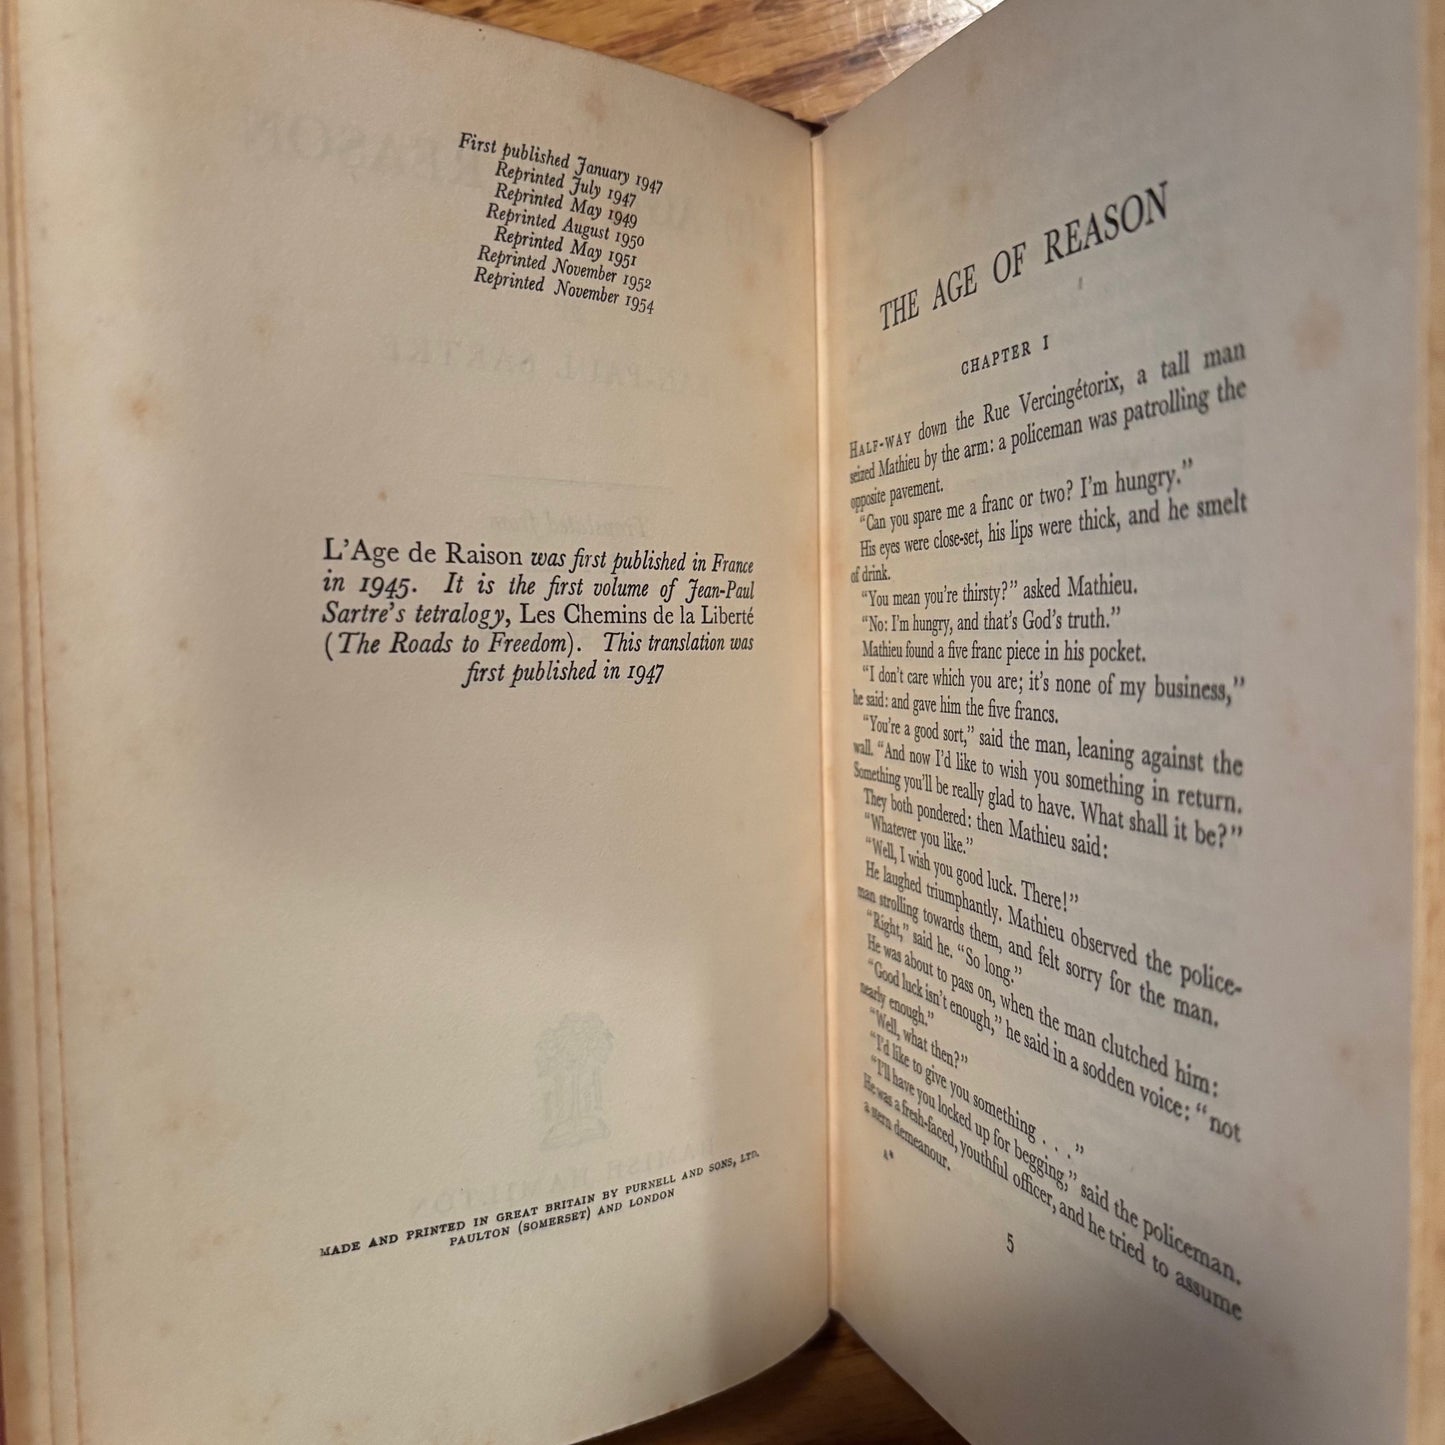 First published January 1947
Reprinted July 1947
Reprinted May 1949
Reprinted August 1950
Reprinted May 1951
Reprinted November 1952
Reprinted November 1954
L'Age de Raison was first published in France
in 1945. It is the first volume of Jean-Paul
Sartre's tetralogy, Les Chemins de la Liberté
(The Roads to Freedom). This translation was
first published in 1947
MADE AND PRINTED IN GREAT BRITAIN BY PURNELL AND SONS, LTD.
PAULTON (SOMERSET) AND LONDON
THE AGE OF REASON
CHAPTER I
HALF-WAY down the Rue Vercingétorix, a tall man
seized Mathieu by the arm: a policeman was patrolling the
opposite pavement.
"Can you spare me a franc or two? I'm hungry."
His eyes were close-set, his lips were thick, and he smelt
of drink.
"You mean you're thirsty?" asked Mathieu.
"No: I'm hungry, and that's God's truth."
Mathieu found a five franc piece in his pocket.
"I don't care which you are; it's none of my business,"
he said: and gave him the five francs.
"You're a good sort," said the man, leaning against the
wall. "And now I'd like to wish you something in return.
Something you'll be really glad to have. What shall it be?"
They both pondered: then Mathieu said:
"Whatever you like."
"Well, I wish you good luck. There!"
He laughed triumphantly. Mathieu observed the police-
man strolling towards them, and felt sorry for the man.
"Right," said he. "So long."
He was about to pass on, when the man clutched him:
"Good luck isn't enough," he said in a sodden voice: "not
nearly enough."
"Well, what then?"
"I'd like to give you something . . ."
"I'll have you locked up for begging," said the policeman.
He was a fresh-faced, youthful officer, and he tried to assume
a stern demeanour.
A*
5